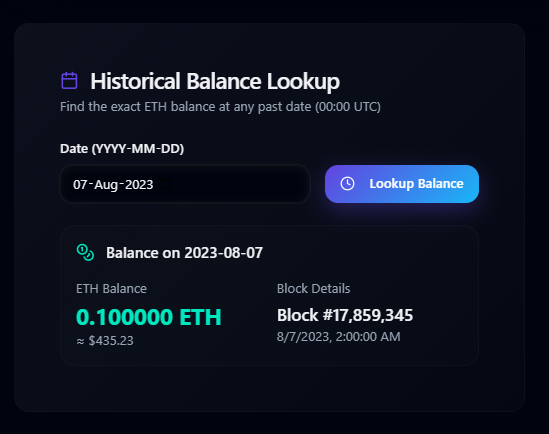 Historical Balance Lookup
Find the exact ETH balance at any past date (00:00 UTC)
Date (YYYY-MM-DD)
07-Aug-2023
Lookup Balance
Balance on 2023-08-07
ETH Balance
0.100000 ETH
≈ $435.23
Block Details
Block #17,859,345
8/7/2023, 2:00:00 AM